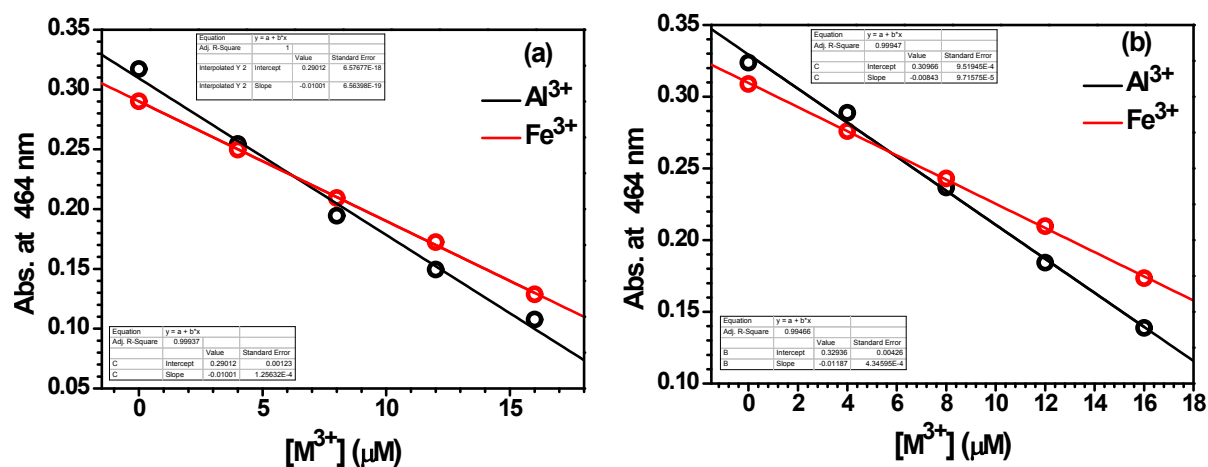 (a)
Equation y = a + b*x
Adj. R-Square 1
Value Standard Error
Interpolated Y 2 Intercept 0.29012 6.57677E-18
Interpolated Y 2 Slope -0.01001 6.56398E-19
Al³⁺
Fe³⁺
Equation y = a + b*x
Adj. R-Square 0.99937
Value Standard Error
C Intercept 0.29012 0.00123
C Slope -0.01001 1.25632E-4
Abs. at 464 nm
0.35
0.30
0.25
0.20
0.15
0.10
0.05
0 5 10 15
[M³⁺] (μM)
(b)
Equation y = a + b*x
Adj. R-Square 0.99947
Value Standard Error
C Intercept 0.30966 9.51945E-4
C Slope -0.00843 9.71575E-5
Al³⁺
Fe³⁺
Equation y = a + b*x
Adj. R-Square 0.99466
Value Standard Error
B Intercept 0.32936 0.00426
B Slope -0.01187 4.34595E-4
Abs. at 464 nm
0.35
0.30
0.25
0.20
0.15
0.10
0 2 4 6 8 10 12 14 16 18
[M³⁺] (μM)